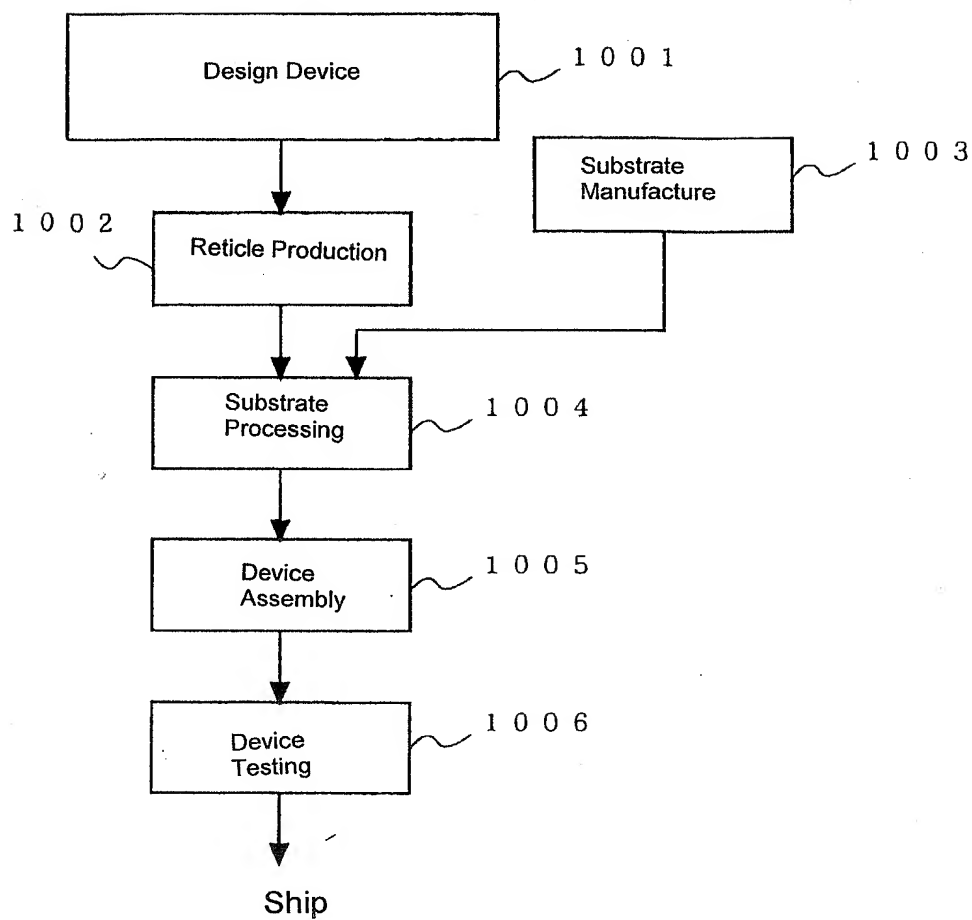 Design Device
1 0 0 1
Substrate
Manufacture
1 0 0 3
1 0 0 2
Reticle Production
Substrate
Processing
1 0 0 4
Device
Assembly
1 0 0 5
Device
Testing
1 0 0 6
Ship